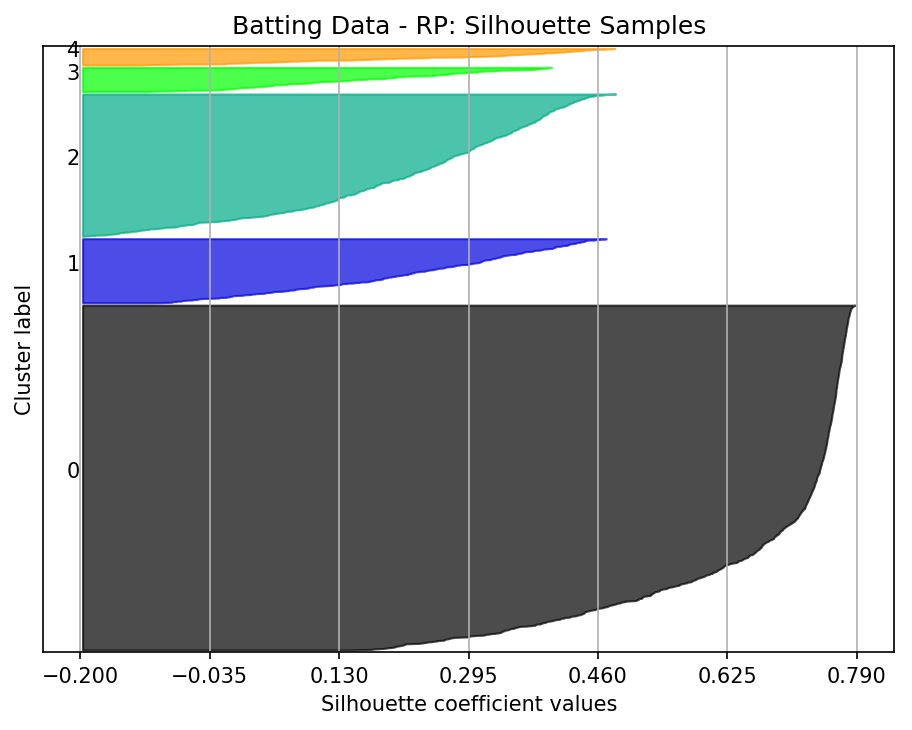 Batting Data - RP: Silhouette Samples
4
3
2
1
0
Cluster label
−0.200 −0.035 0.130 0.295 0.460 0.625 0.790
Silhouette coefficient values